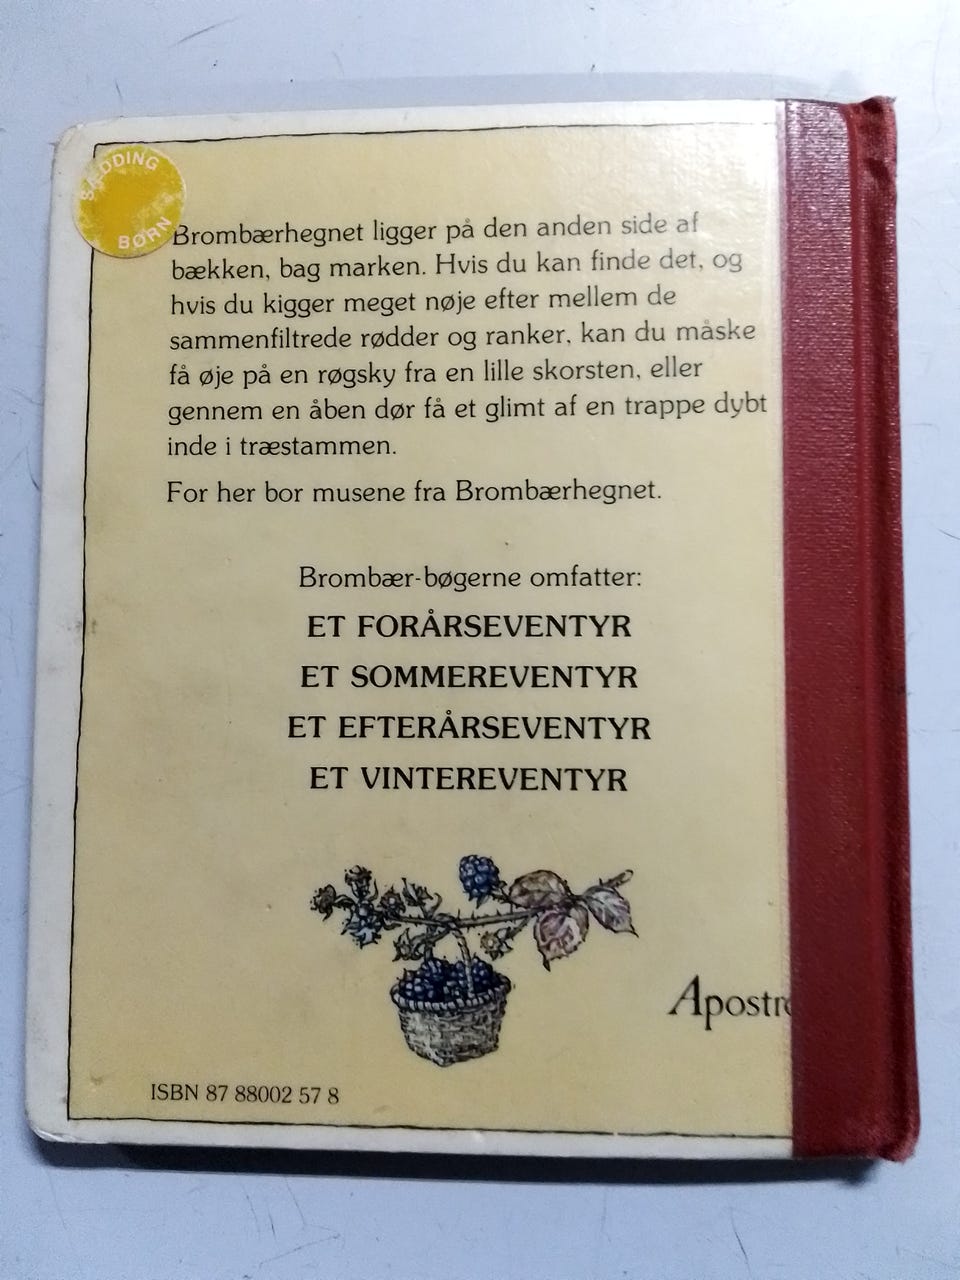 SÆDDING
BØRN
Brombærhegnet ligger på den anden side af
bækken, bag marken. Hvis du kan finde det, og
hvis du kigger meget nøje efter mellem de
sammenfiltrede rødder og ranker, kan du måske
få øje på en røgsky fra en lille skorsten, eller
gennem en åben dør få et glimt af en trappe dybt
inde i træstammen.
For her bor musene fra Brombærhegnet.
Brombær-bøgerne omfatter:
ET FORÅRSEVENTYR
ET SOMMEREVENTYR
ET EFTERÅRSEVENTYR
ET VINTEREVENTYR
Apostr
ISBN 87 88002 57 8